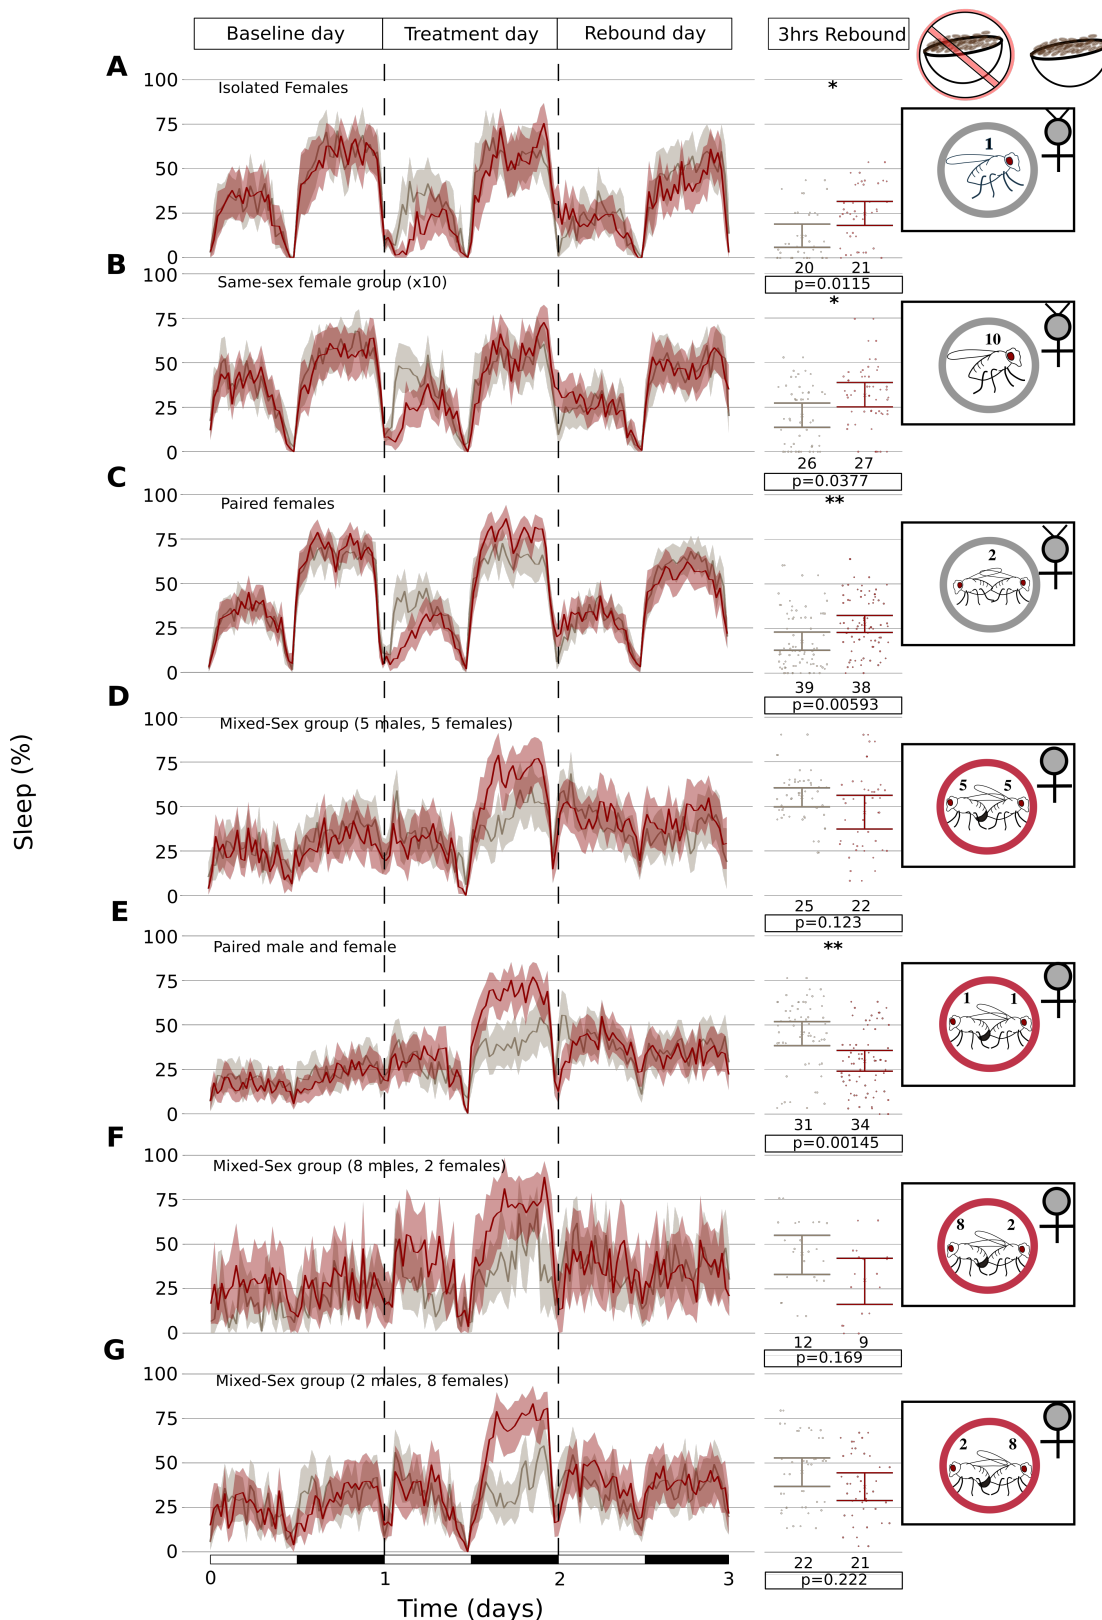 Baseline day
Treatment day
Rebound day
3hrs Rebound
A
100
75
50
25
0
Isolated Females
*
20 21
p=0.0115
1
B
100
75
50
25
0
Same-sex female group (x10)
*
26 27
p=0.0377
10
C
100
75
50
25
0
Paired females
**
39 38
p=0.00593
2
Sleep (%)
D
100
75
50
25
0
Mixed-Sex group (5 males, 5 females)
25 22
p=0.123
5 5
E
100
75
50
25
0
Paired male and female
**
31 34
p=0.00145
1 1
F
100
75
50
25
0
Mixed-Sex group (8 males, 2 females)
12 9
p=0.169
8 2
G
100
75
50
25
0
Mixed-Sex group (2 males, 8 females)
22 21
p=0.222
2 8
0 1 2 3
Time (days)